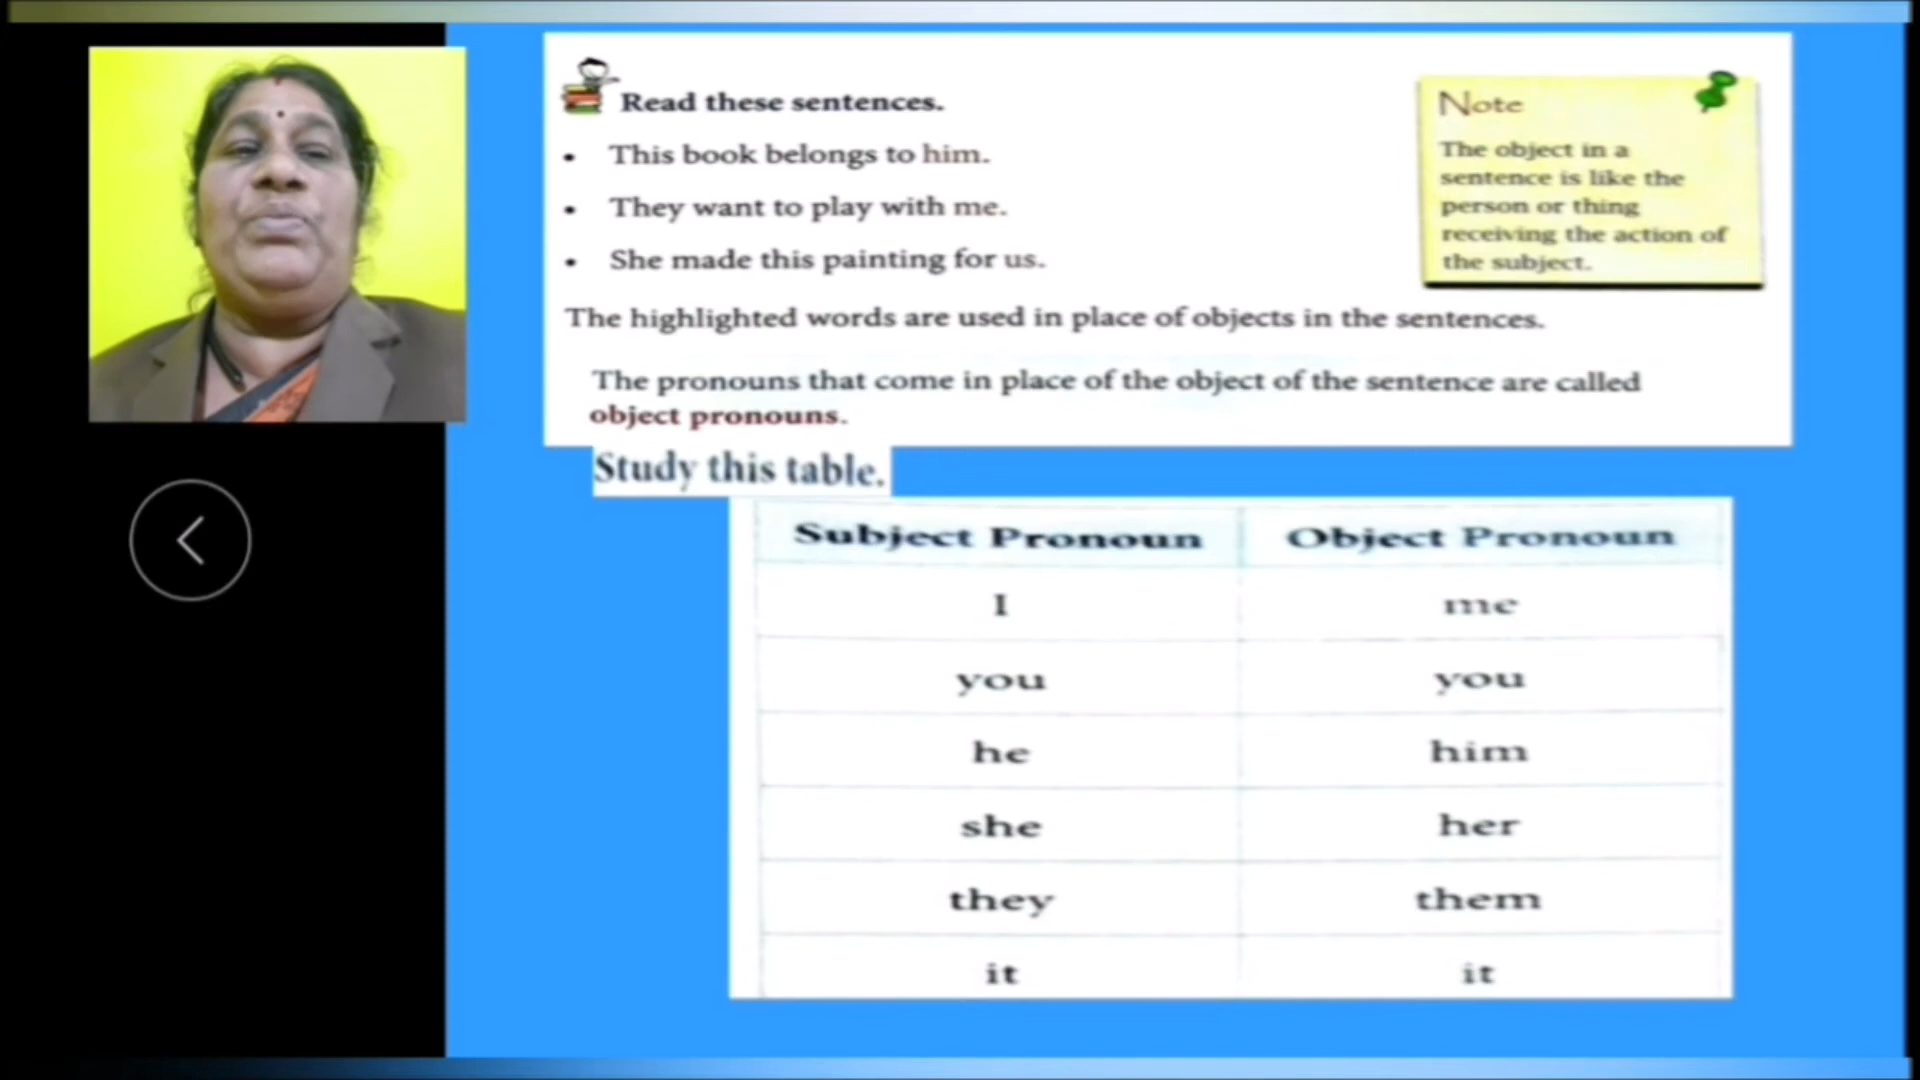 Read these sentences.
• This book belongs to him.
• They want to play with me.
• She made this painting for us.
Note
The object in a
sentence is like the
person or thing
receiving the action of
the subject.
The highlighted words are used in place of objects in the sentences.
The pronouns that come in place of the object of the sentence are called
object pronouns.
Study this table.
Subject Pronoun Object Pronoun
I me
you you
he him
she her
they them
it it